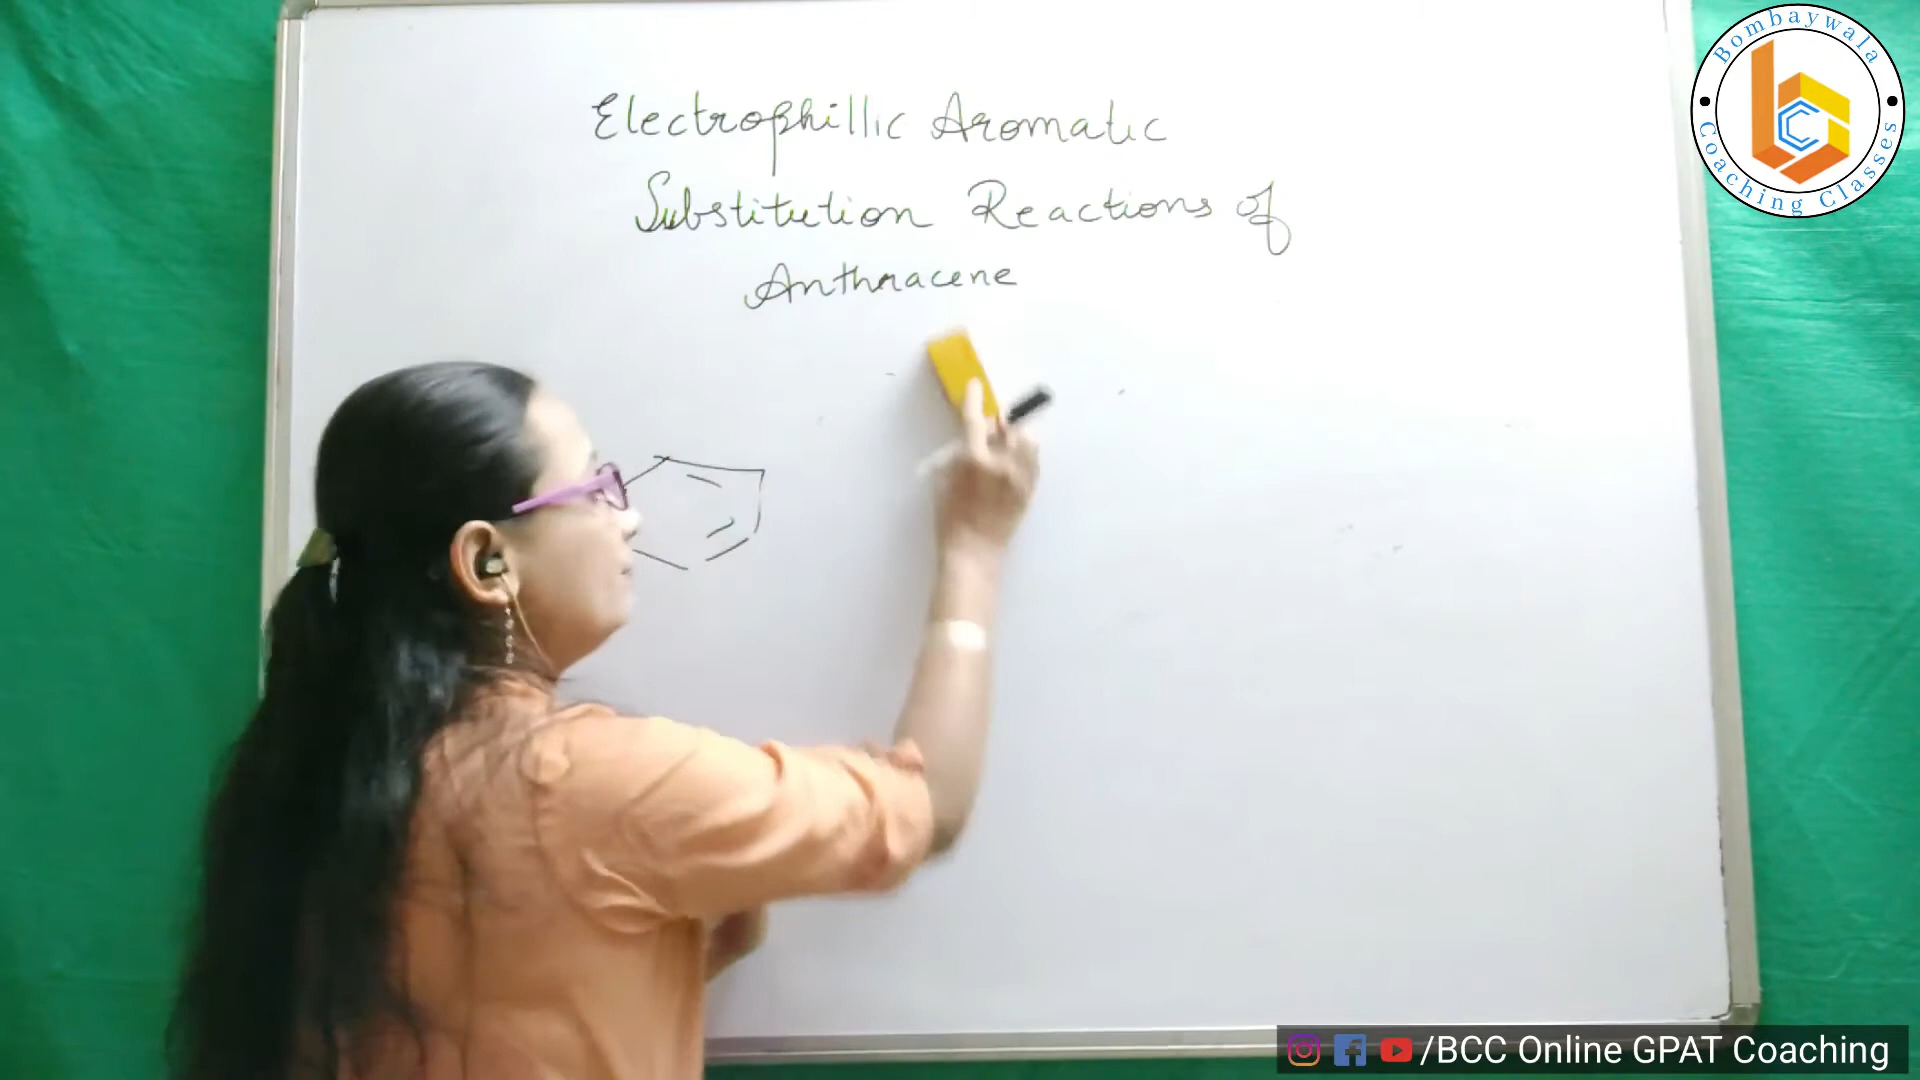 Electrophillic Aromatic
Substitution Reactions of
Anthracene
Bombaywala
Coaching Classes
/BCC Online GPAT Coaching